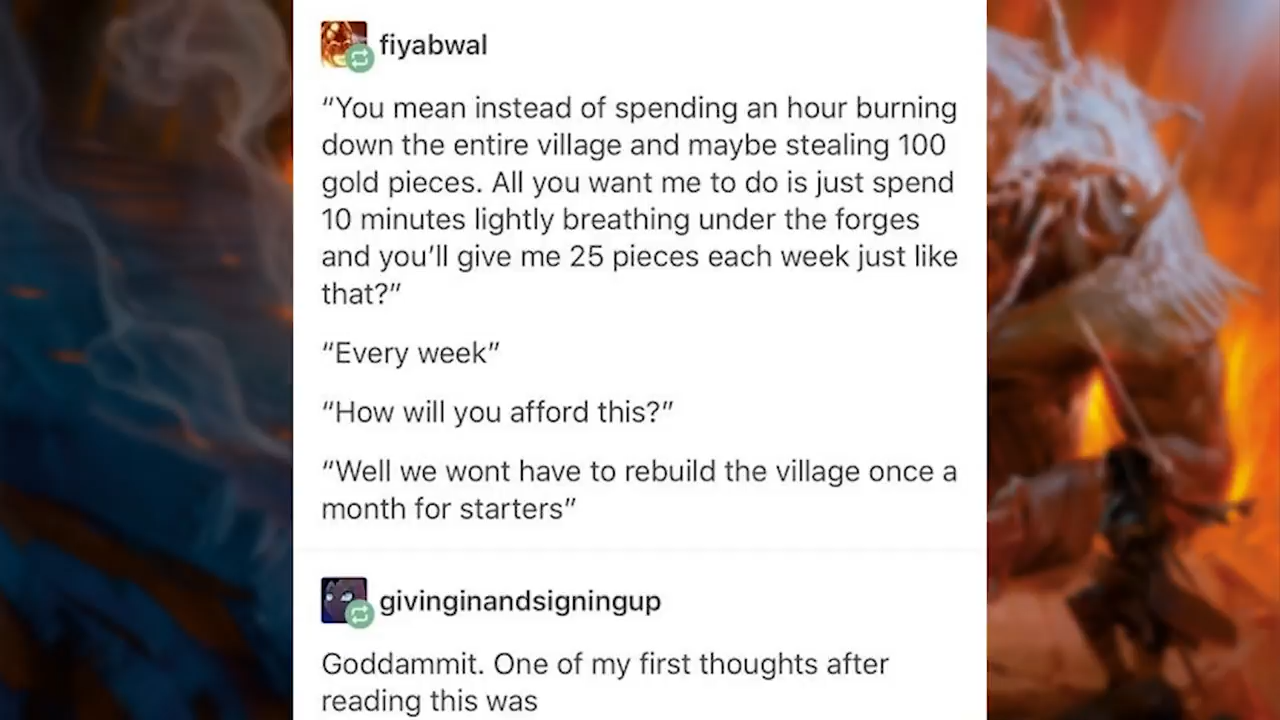 fiyabwal
“You mean instead of spending an hour burning
down the entire village and maybe stealing 100
gold pieces. All you want me to do is just spend
10 minutes lightly breathing under the forges
and you’ll give me 25 pieces each week just like
that?”
“Every week”
“How will you afford this?”
“Well we wont have to rebuild the village once a
month for starters”
givinginandsigningup
Goddammit. One of my first thoughts after
reading this was